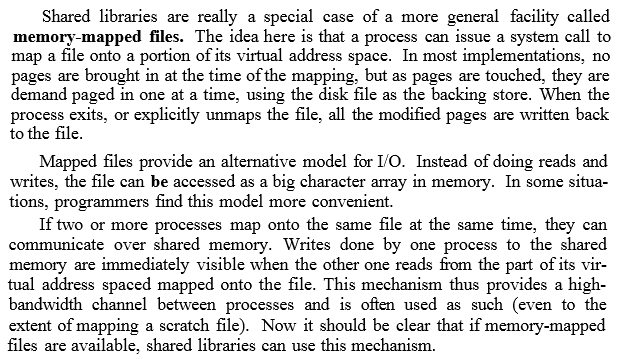 Shared libraries are really a special case of a more general facility called
memory-mapped files. The idea here is that a process can issue a system call to
map a file onto a portion of its virtual address space. In most implementations, no
pages are brought in at the time of the mapping, but as pages are touched, they are
demand paged in one at a time, using the disk file as the backing store. When the
process exits, or explicitly unmaps the file, all the modified pages are written back
to the file.
Mapped files provide an alternative model for I/O. Instead of doing reads and
writes, the file can be accessed as a big character array in memory. In some situa-
tions, programmers find this model more convenient.
If two or more processes map onto the same file at the same time, they can
communicate over shared memory. Writes done by one process to the shared
memory are immediately visible when the other one reads from the part of its vir-
tual address spaced mapped onto the file. This mechanism thus provides a high-
bandwidth channel between processes and is often used as such (even to the
extent of mapping a scratch file). Now it should be clear that if memory-mapped
files are available, shared libraries can use this mechanism.